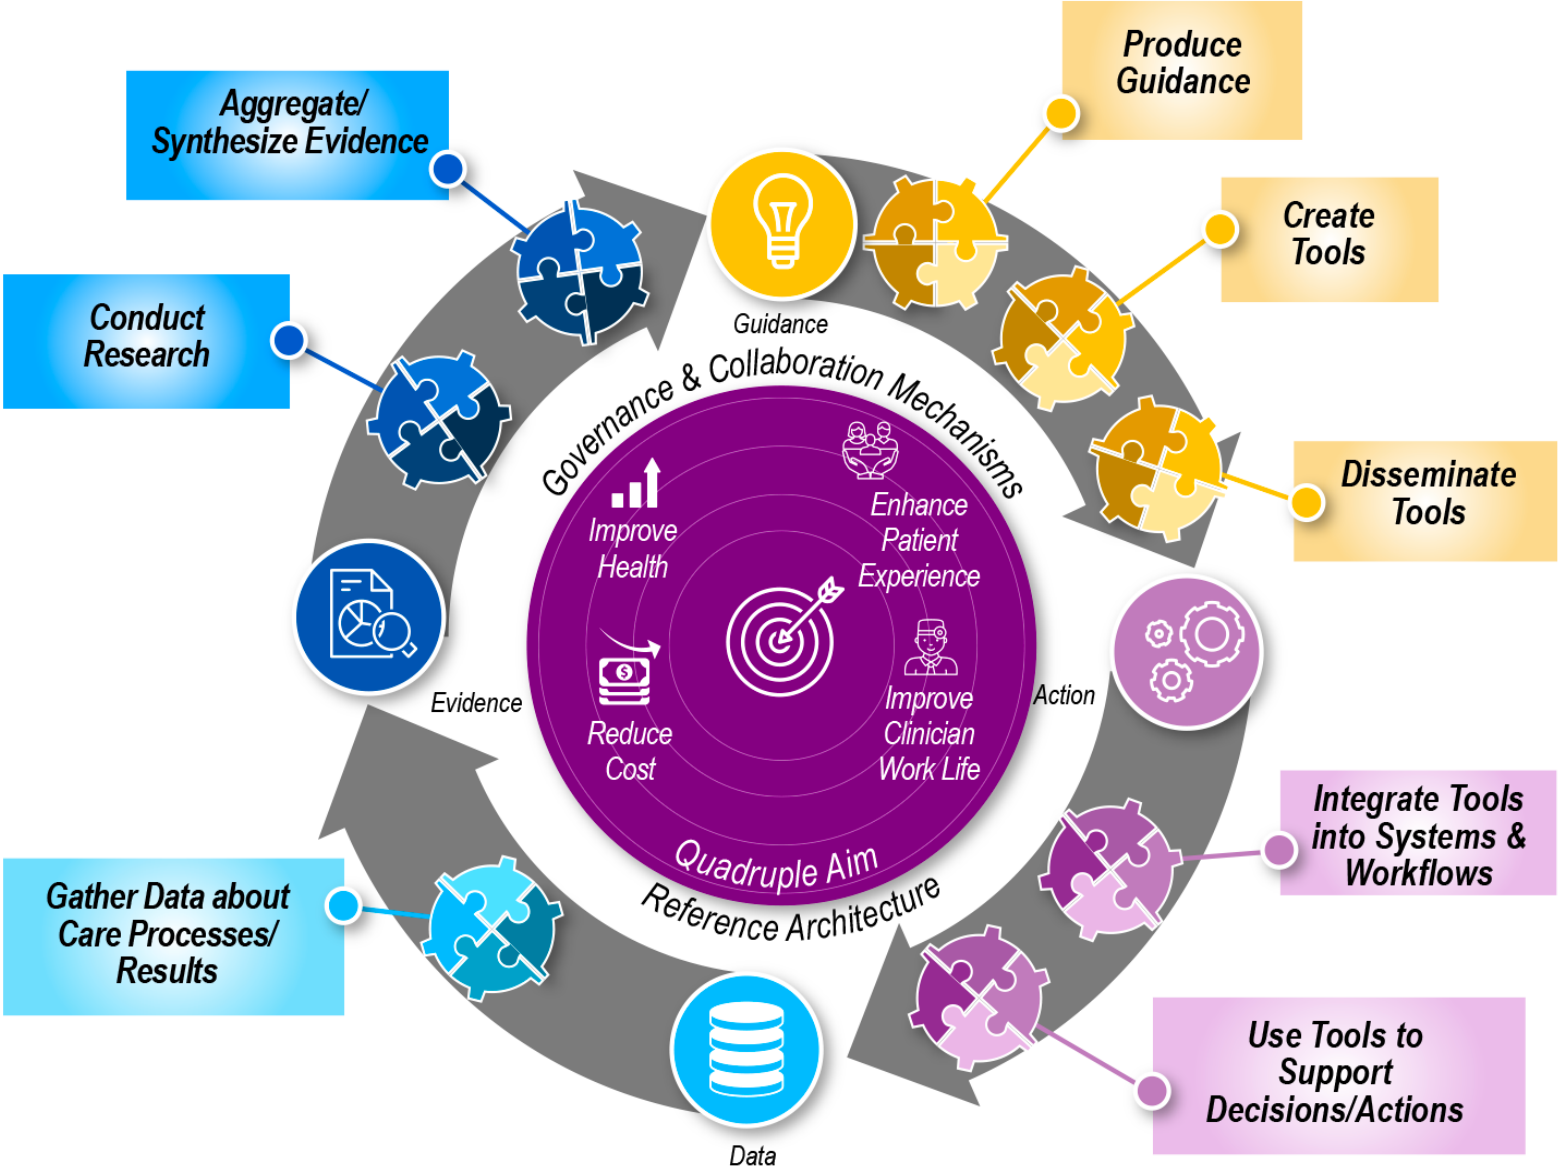 Produce
Guidance
Aggregate/
Synthesize Evidence
Create
Tools
Conduct
Research
Guidance
Governance & Collaboration Mechanisms
Disseminate
Tools
Improve
Health
Enhance
Patient
Experience
Evidence
Action
Reduce
Cost
Improve
Clinician
Work Life
Quadruple Aim
Reference Architecture
Integrate Tools
into Systems &
Workflows
Gather Data about
Care Processes/
Results
Use Tools to
Support
Decisions/Actions
Data
$